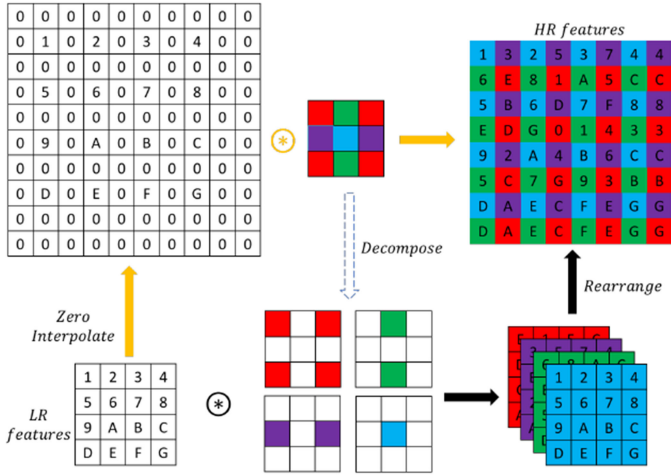 0 0 0 0 0 0 0 0 0 0
0 1 0 2 0 3 0 4 0 0
0 0 0 0 0 0 0 0 0 0
0 5 0 6 0 7 0 8 0 0
0 0 0 0 0 0 0 0 0 0
0 9 0 A 0 B 0 C 0 0
0 0 0 0 0 0 0 0 0 0
0 D 0 E 0 F 0 G 0 0
0 0 0 0 0 0 0 0 0 0
0 0 0 0 0 0 0 0 0 0
HR features
1 3 2 5 3 7 4 4
6 E 8 1 A 5 C C
5 B 6 D 7 F 8 8
E D G 0 1 4 3 3
9 2 A 4 B 6 C C
5 C 7 G 9 3 B B
D A E C F E G G
D A E C F E G G
Decompose
Zero
Interpolate
Rearrange
LR
features
1 2 3 4
5 6 7 8
9 A B C
D E F G
1 2 3 4
5 6 7 8
9 A B C
D E F G